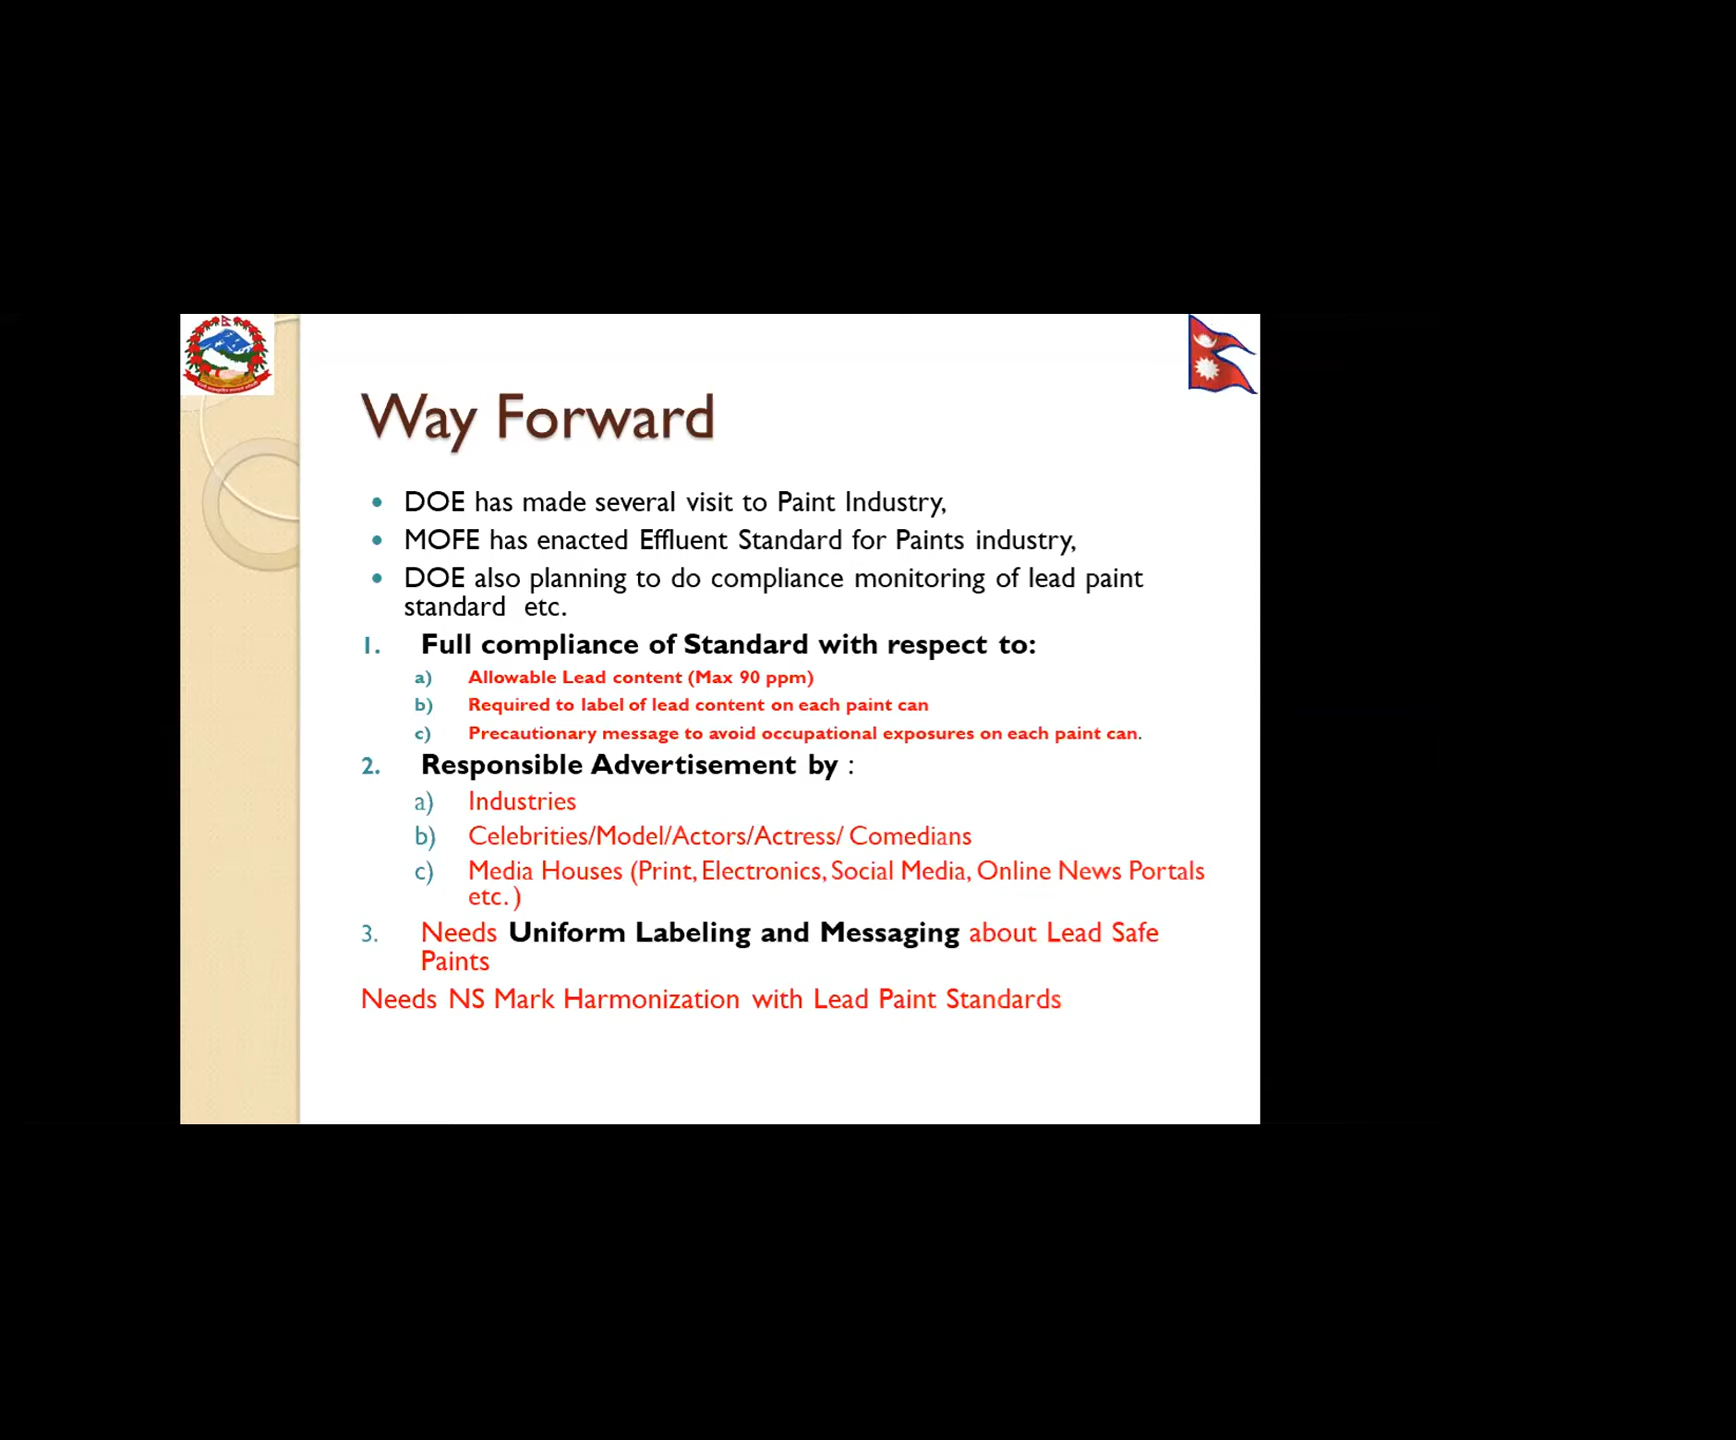 Way Forward
• DOE has made several visit to Paint Industry,
• MOFE has enacted Effluent Standard for Paints industry,
• DOE also planning to do compliance monitoring of lead paint
standard etc.
1. Full compliance of Standard with respect to:
a) Allowable Lead content (Max 90 ppm)
b) Required to label of lead content on each paint can
c) Precautionary message to avoid occupational exposures on each paint can.
2. Responsible Advertisement by :
a) Industries
b) Celebrities/Model/Actors/Actress/ Comedians
c) Media Houses (Print, Electronics, Social Media, Online News Portals
etc. )
3. Needs Uniform Labeling and Messaging about Lead Safe
Paints
Needs NS Mark Harmonization with Lead Paint Standards